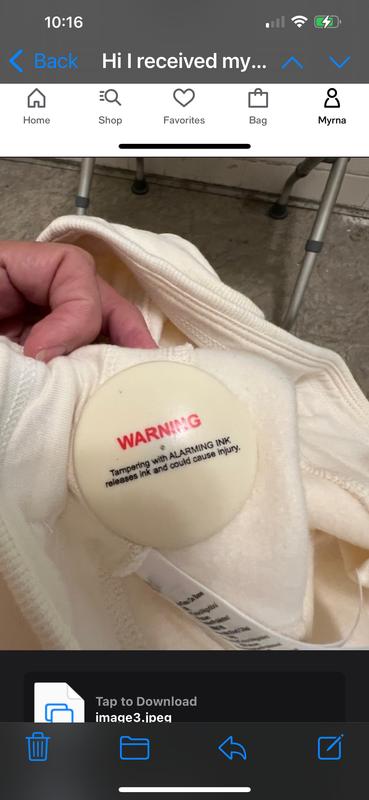 10:16
Back
Hi I received my...
Home
Shop
Favorites
Bag
Myrna
WARNING
Tampering with ALARMING INK
releases ink and could cause injury.
Tap to Download
image3.jpeg